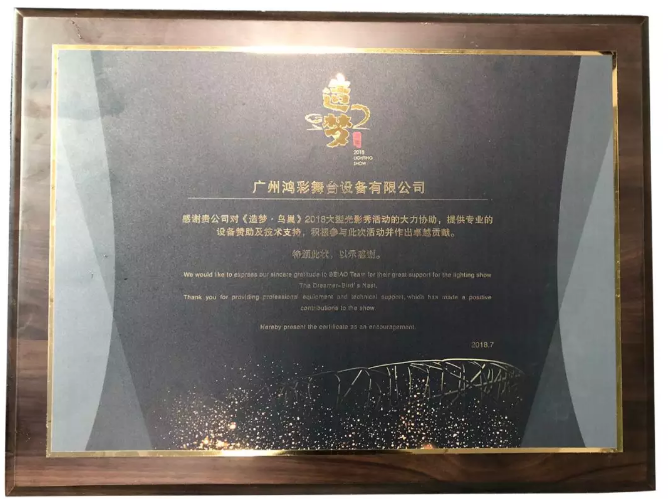 造梦
2018
LIGHTING
SHOW
广州鸿彩舞台设备有限公司
感谢贵公司对《造梦·鸟巢》2018大型光影秀活动的大力协助，提供专业的
设备赞助及技术支持，积极参与此次活动并作出卓越贡献。
特颁此状，以示感谢。
We would like to express our sincere gratitude to BEIAO Team for their great support for the lighting show
The Dreamen-Bird's Nest.
Thank you for providing professional equipment and technical support, which has made a positive
contributions to the show.
Hereby present the certificate as an encouragement.
2018.7